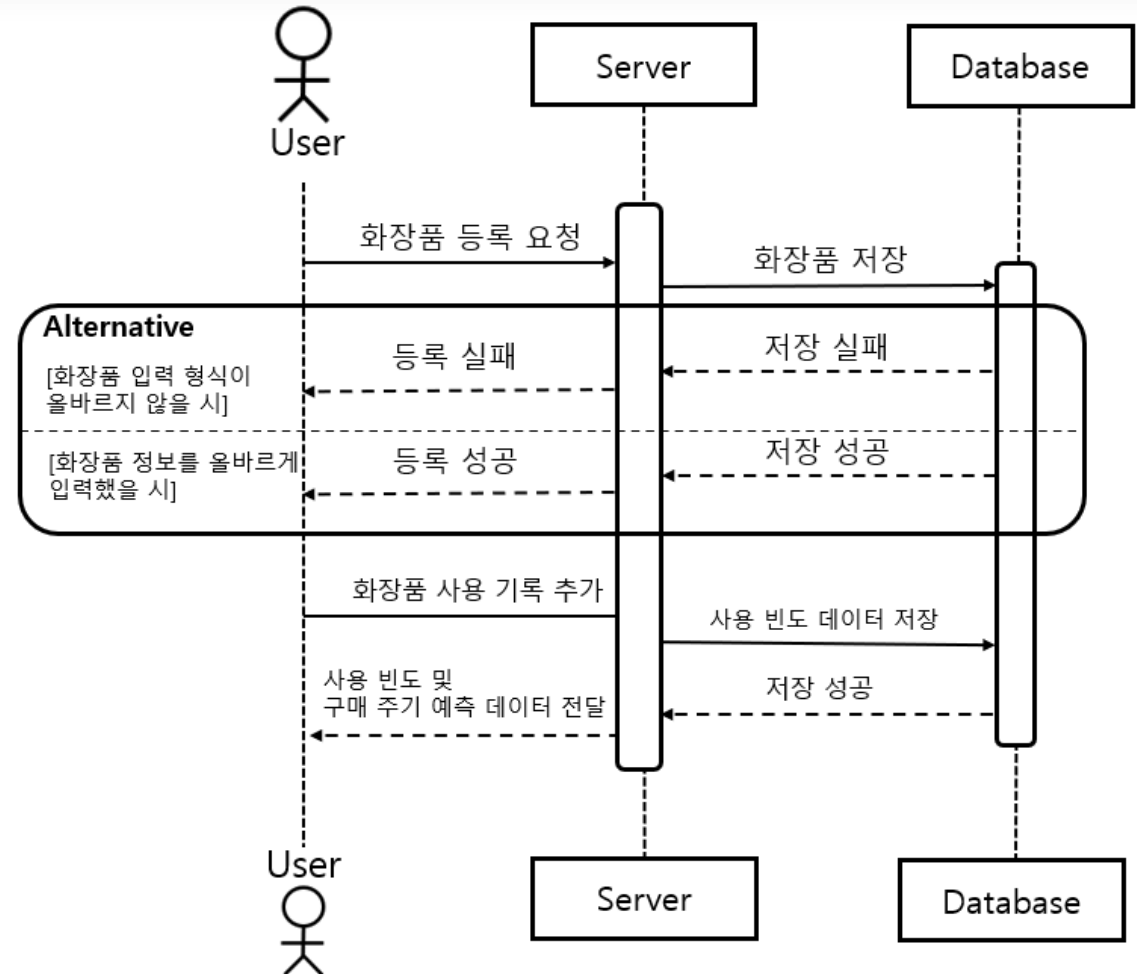 User
Server
Database
화장품 등록 요청
화장품 저장
Alternative
[화장품 입력 형식이
올바르지 않을 시]
등록 실패
저장 실패
[화장품 정보를 올바르게
입력했을 시]
등록 성공
저장 성공
화장품 사용 기록 추가
사용 빈도 데이터 저장
사용 빈도 및
구매 주기 예측 데이터 전달
저장 성공
User
Server
Database